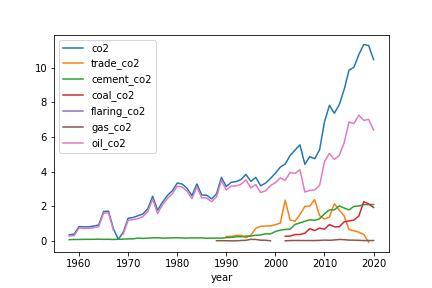 co2
trade_co2
cement_co2
coal_co2
flaring_co2
gas_co2
oil_co2
10
8
6
4
2
0
1960
1970
1980
1990
2000
2010
2020
year